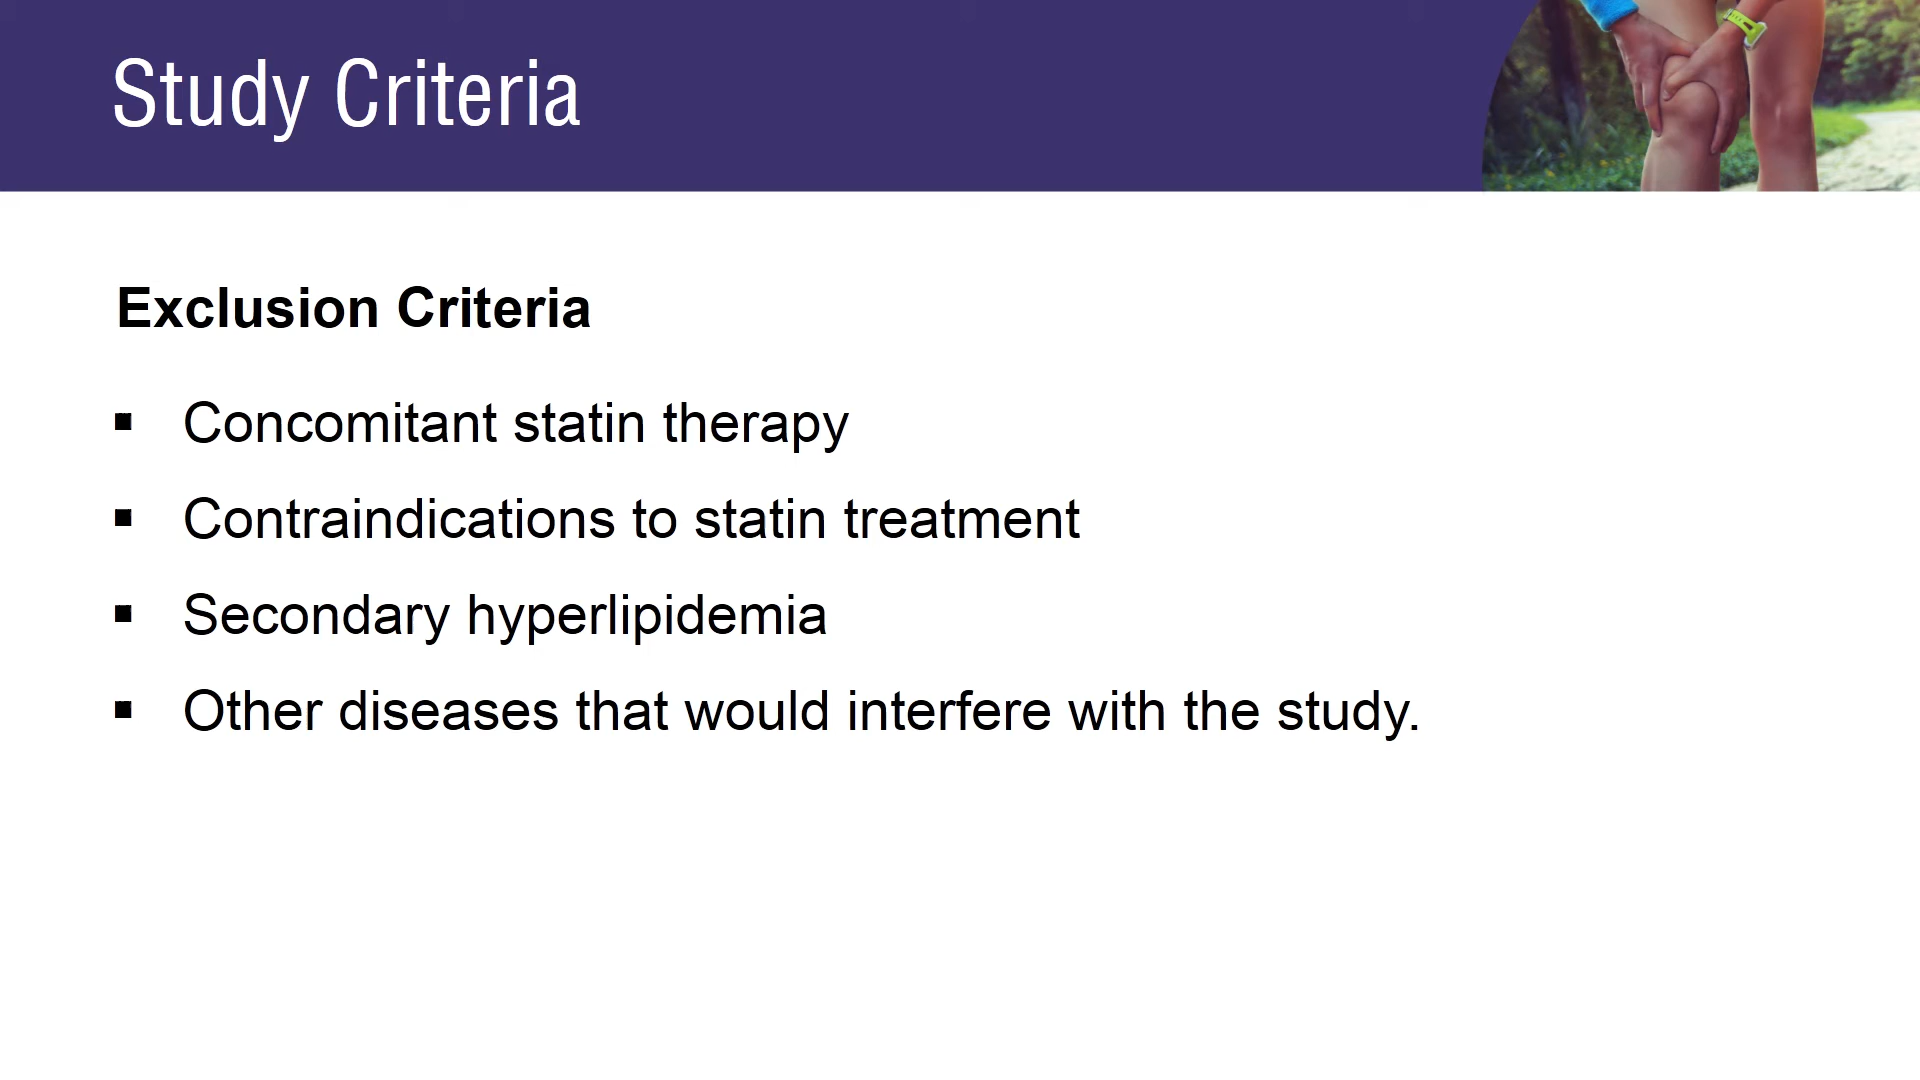 Study Criteria
Exclusion Criteria
▪ Concomitant statin therapy
▪ Contraindications to statin treatment
▪ Secondary hyperlipidemia
▪ Other diseases that would interfere with the study.